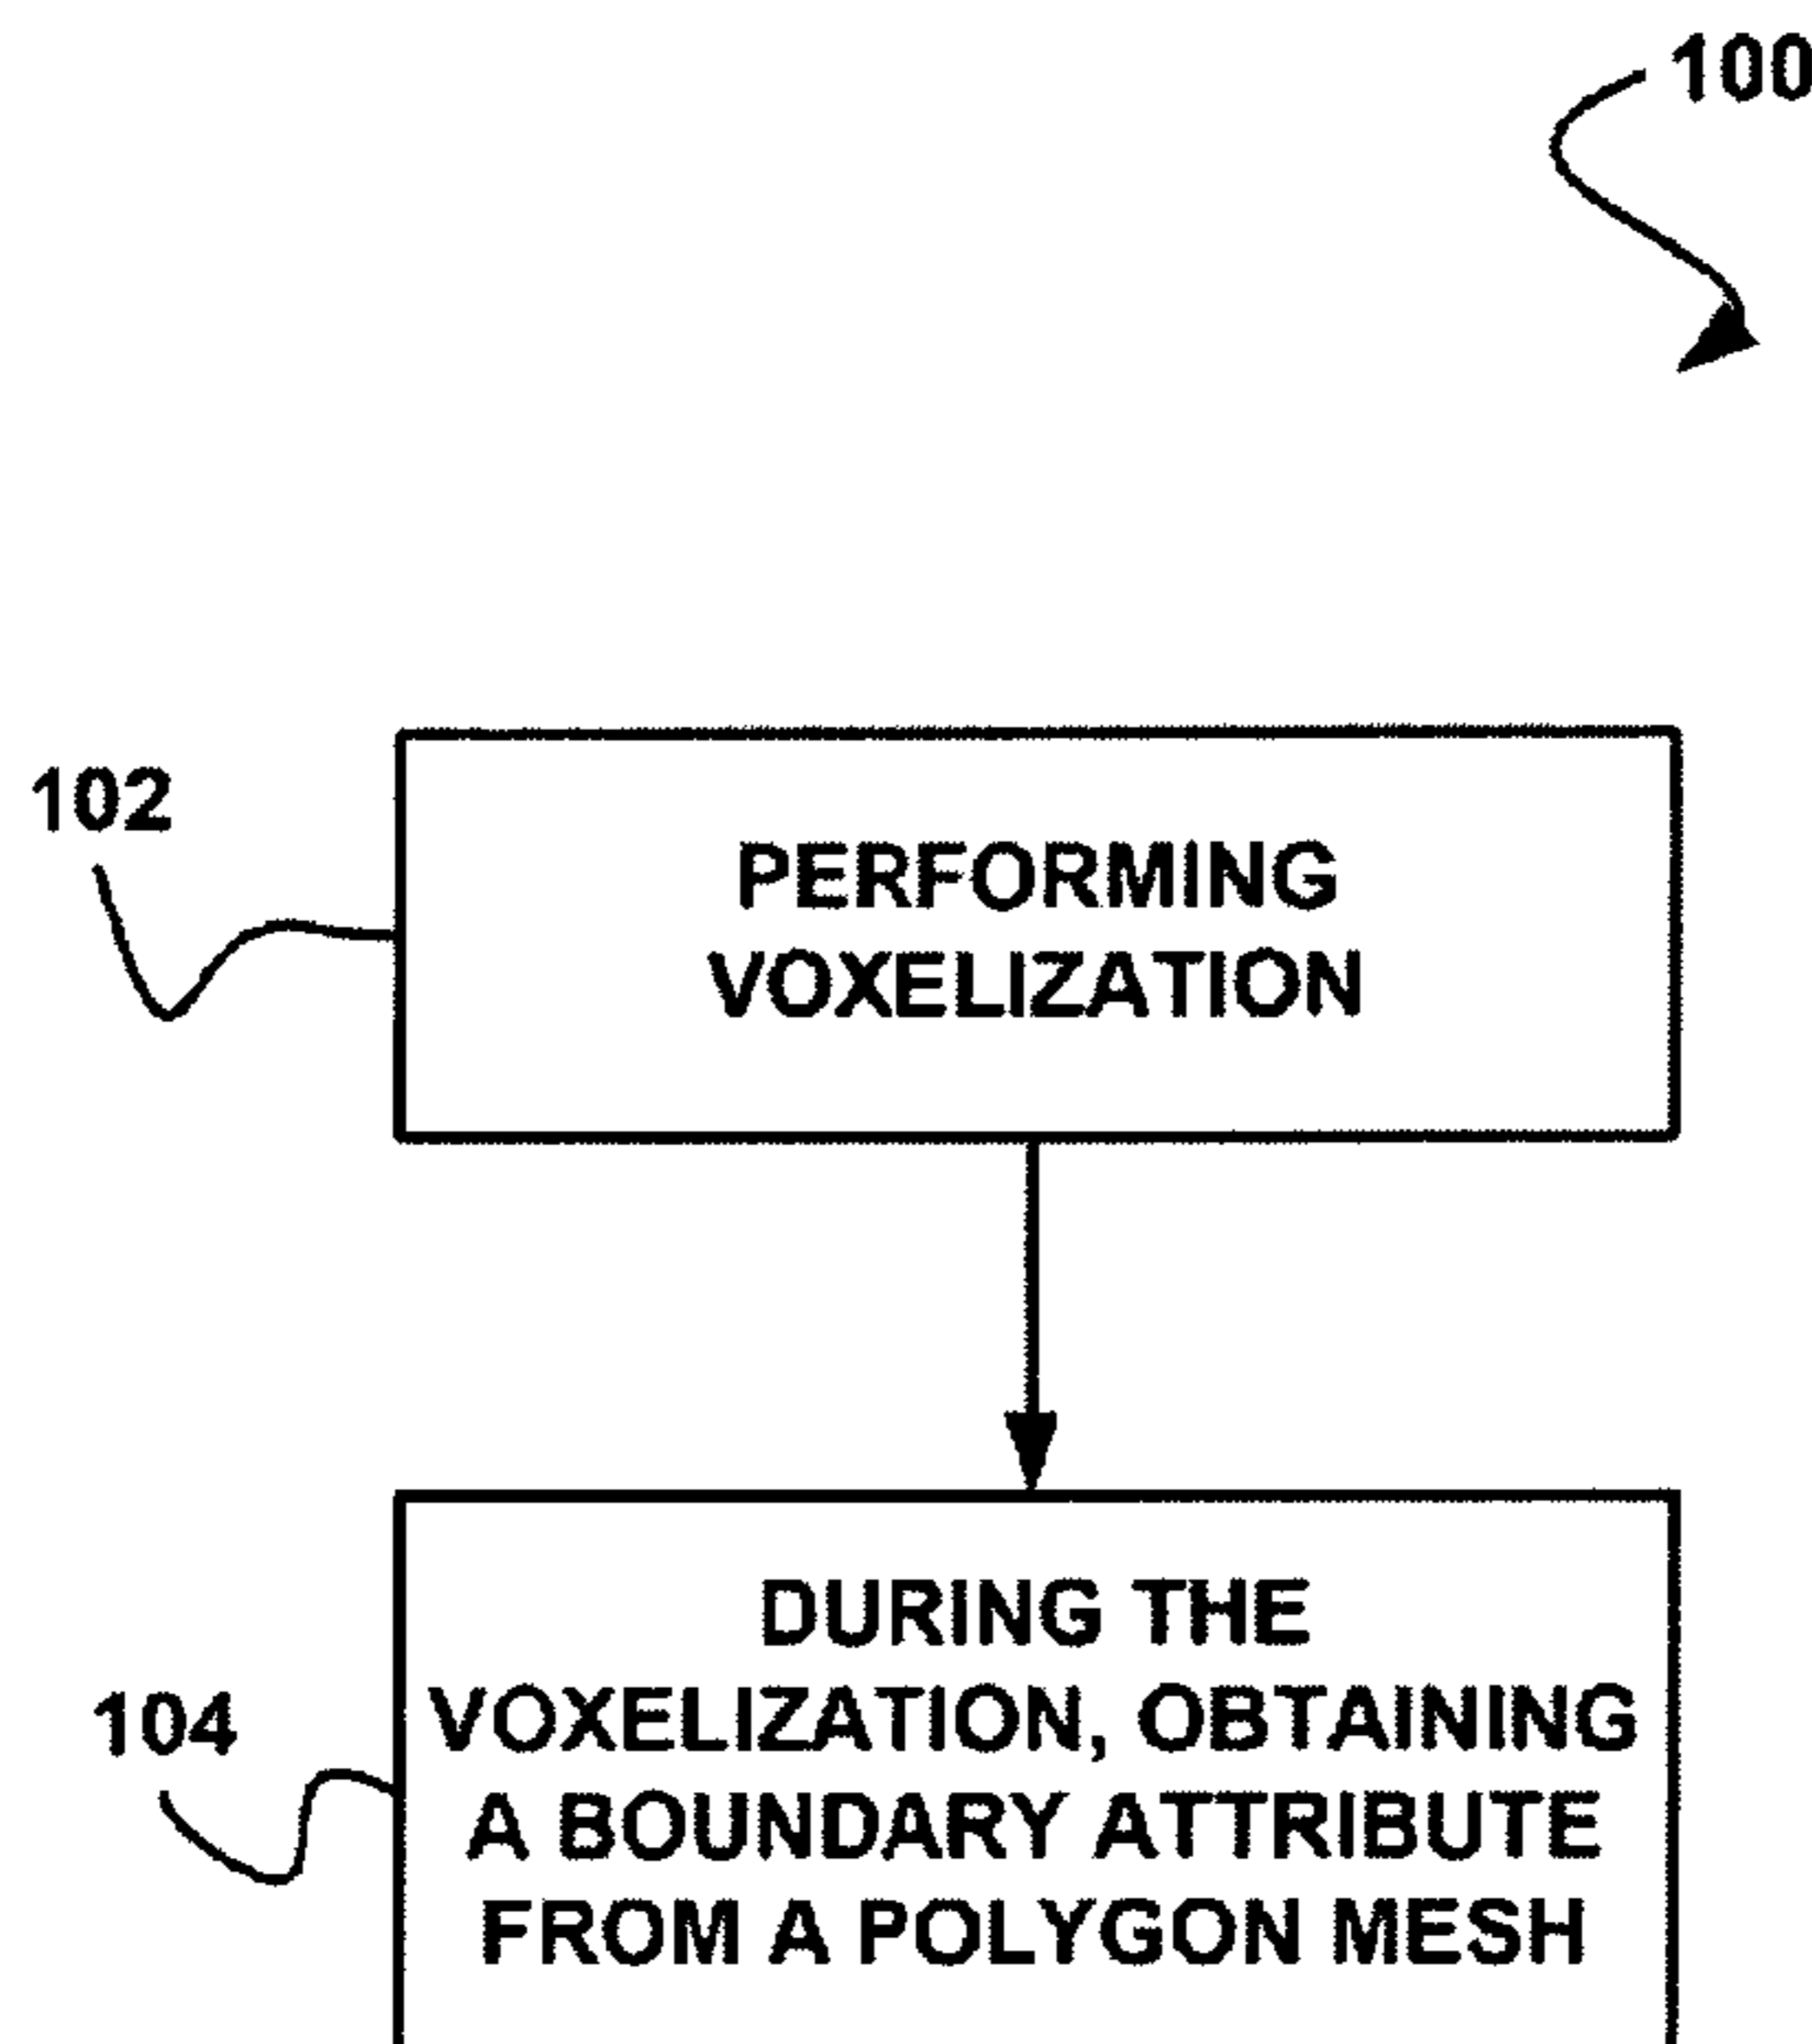 100
102
PERFORMING
VOXELIZATION
DURING THE
VOXELIZATION, OBTAINING
104
A BOUNDARY ATTRIBUTE
FROM A POLYGON MESH